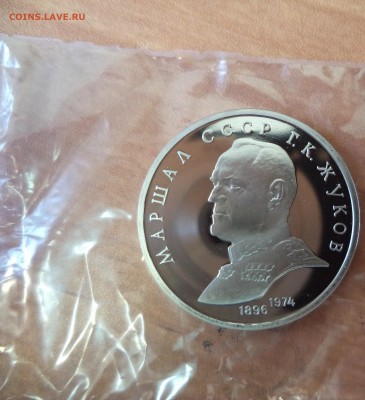 COINS.LAVE.RU
МАРШАЛ СССР Г.К. ЖУКОВ
1896 1974